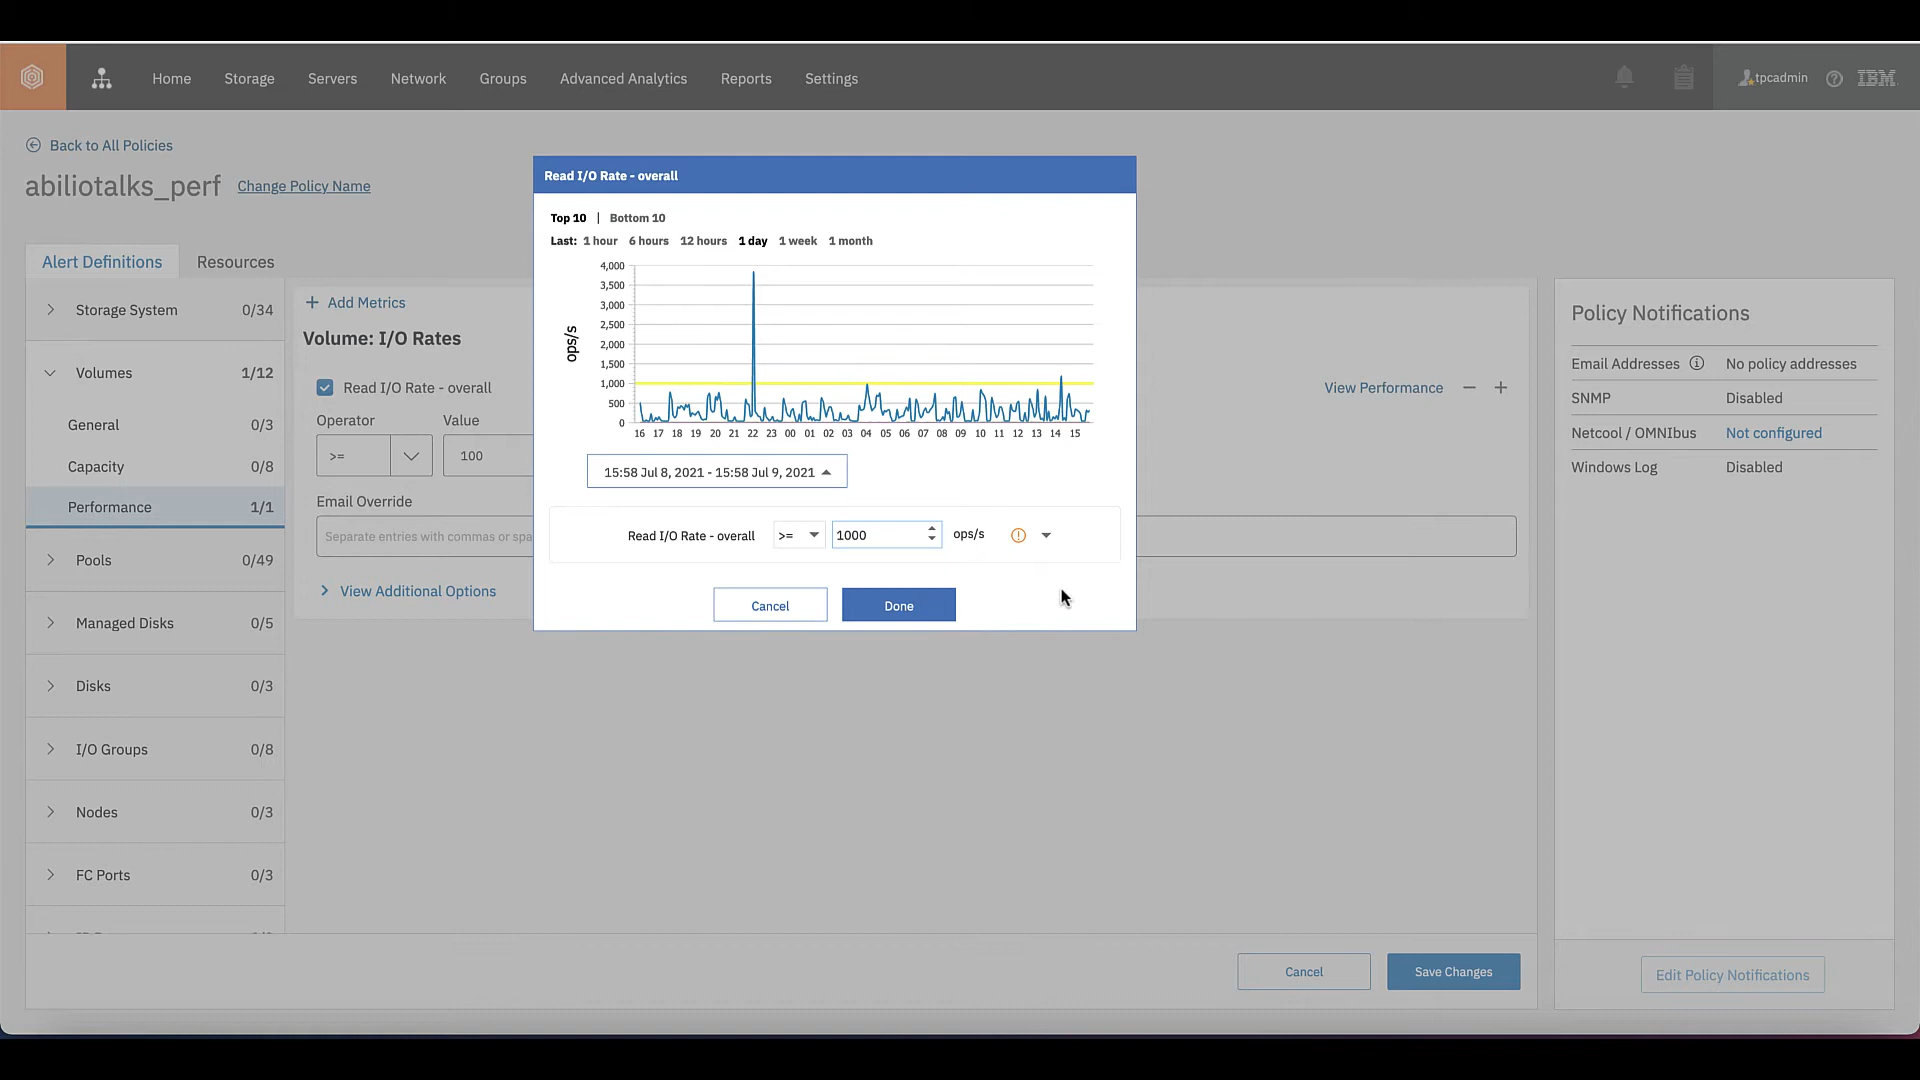 Home Storage Servers Network Groups Advanced Analytics Reports Settings tpcadmin IBM
Back to All Policies
abiliotalks_perf Change Policy Name
Alert Definitions Resources
Storage System 0/34
Volumes 1/12
General 0/3
Capacity 0/8
Performance 1/1
Pools 0/49
Managed Disks 0/5
Disks 0/3
I/O Groups 0/8
Nodes 0/3
FC Ports 0/3
+ Add Metrics
Volume: I/O Rates
Read I/O Rate - overall
View Performance
Operator Value
>= 100
Email Override
Separate entries with commas or spa
View Additional Options
Read I/O Rate - overall
Top 10 | Bottom 10
Last: 1 hour 6 hours 12 hours 1 day 1 week 1 month
4,000
3,500
3,000
2,500
2,000
1,500
1,000
500
0
ops/s
16 17 18 19 20 21 22 23 00 01 02 03 04 05 06 07 08 09 10 11 12 13 14 15
15:58 Jul 8, 2021 - 15:58 Jul 9, 2021
Read I/O Rate - overall >= 1000 ops/s
Cancel Done
Policy Notifications
Email Addresses No policy addresses
SNMP Disabled
Netcool / OMNIbus Not configured
Windows Log Disabled
Cancel Save Changes
Edit Policy Notifications